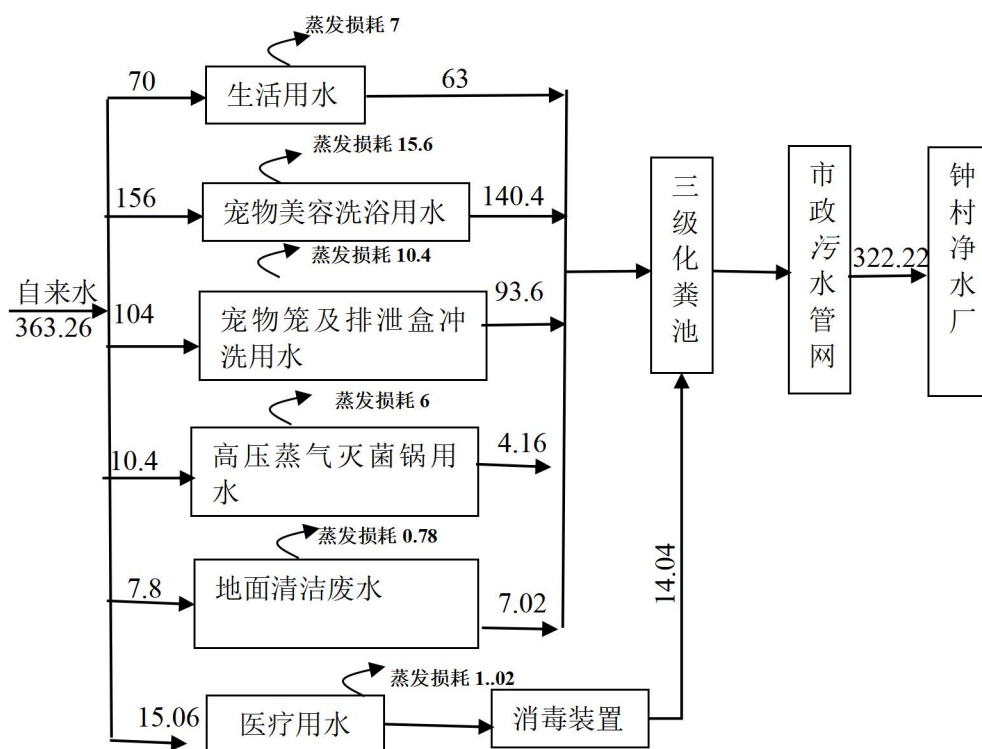 蒸发损耗 7
70
生活用水
63
蒸发损耗 15.6
156
宠物美容洗浴用水
140.4
蒸发损耗 10.4
自来水
363.26
104
宠物笼及排泄盒冲
洗用水
93.6
蒸发损耗 6
10.4
高压蒸气灭菌锅用
水
4.16
蒸发损耗 0.78
7.8
地面清洁废水
7.02
蒸发损耗 1..02
15.06
医疗用水
消毒装置
14.04
三级化粪池
市政污水管网
322.22
钟村净水厂